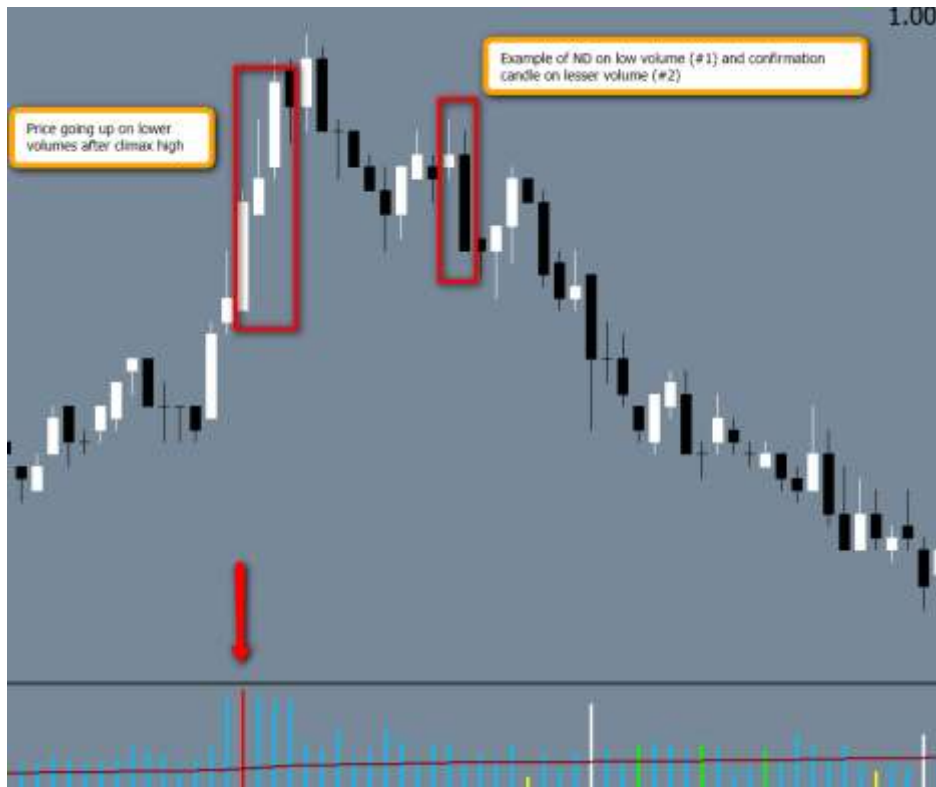 1.00
Example of ND on low volume (#1) and confirmation
candle on lesser volume (#2)
Price going up on lower
volumes after climax high